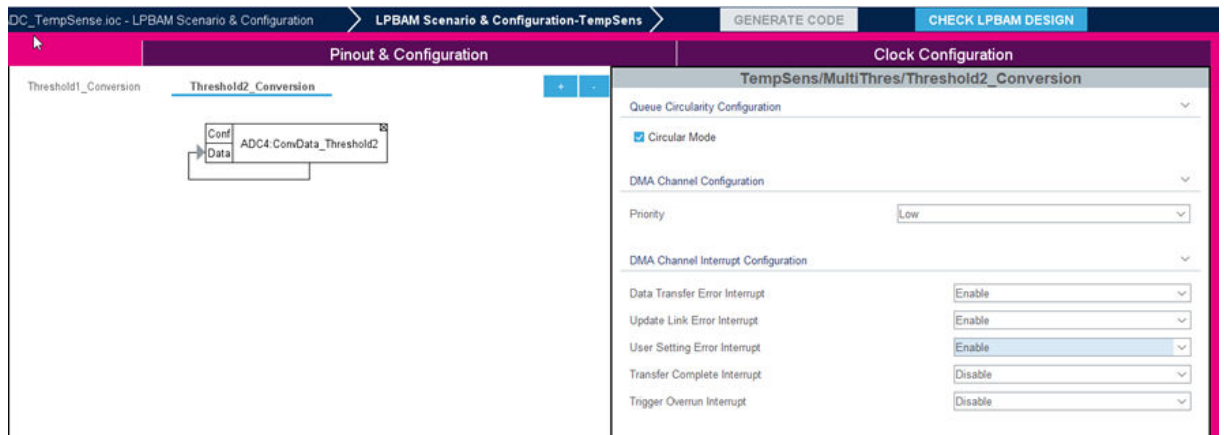 DC_TempSense.ioc - LPBAM Scenario & Configuration
LPBAM Scenario & Configuration-TempSens
GENERATE CODE
CHECK LPBAM DESIGN
Pinout & Configuration
Clock Configuration
Threshold1_Conversion
Threshold2_Conversion
+
-
Conf
Data
ADC4:ConvData_Threshold2
TempSens/MultiThres/Threshold2_Conversion
Queue Circularity Configuration
Circular Mode
DMA Channel Configuration
Priority Low
DMA Channel Interrupt Configuration
Data Transfer Error Interrupt Enable
Update Link Error Interrupt Enable
User Setting Error Interrupt Enable
Transfer Complete Interrupt Disable
Trigger Overrun Interrupt Disable